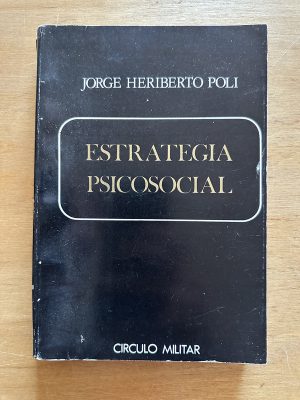 JORGE HERIBERTO POLI
ESTRATEGIA
PSICOSOCIAL
CIRCULO MILITAR